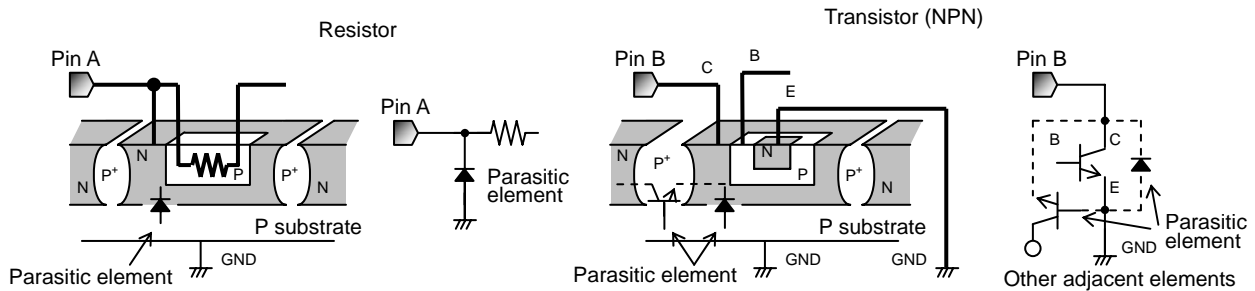 Resistor
Pin A
N
P
N
P+
P+
N
P substrate
GND
Parasitic element
Pin A
Parasitic
element
Transistor (NPN)
Pin B
C
B
E
N
N
P+
N
P
P+
N
P substrate
GND
GND
Parasitic element
Pin B
B
C
E
GND
Parasitic
element
Other adjacent elements